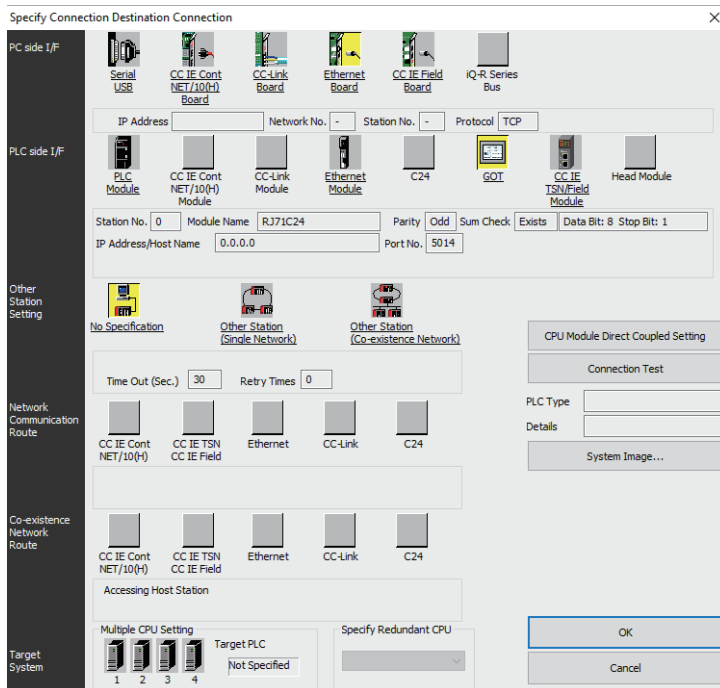 Specify Connection Destination Connection
PC side I/F
Serial
USB
CC IE Cont
NET/10(H)
Board
CC-Link
Board
Ethernet
Board
CC IE Field
Board
iQ-R Series
Bus
IP Address
Network No. -
Station No. -
Protocol TCP
PLC side I/F
PLC
Module
CC IE Cont
NET/10(H)
Module
CC-Link
Module
Ethernet
Module
C24
GOT
CC IE
TSN/Field
Module
Head Module
Station No. 0
Module Name RJ71C24
Parity Odd
Sum Check Exists
Data Bit: 8 Stop Bit: 1
IP Address/Host Name 0.0.0.0
Port No. 5014
Other
Station
Setting
No Specification
Other Station
(Single Network)
Other Station
(Co-existence Network)
Time Out (Sec.) 30
Retry Times 0
CPU Module Direct Coupled Setting
Connection Test
PLC Type
Details
System Image...
Network
Communication
Route
CC IE Cont
NET/10(H)
CC IE TSN
CC IE Field
Ethernet
CC-Link
C24
Co-existence
Network
Route
CC IE Cont
NET/10(H)
CC IE TSN
CC IE Field
Ethernet
CC-Link
C24
Accessing Host Station
Target
System
Multiple CPU Setting
1 2 3 4
Target PLC
Not Specified
Specify Redundant CPU
OK
Cancel